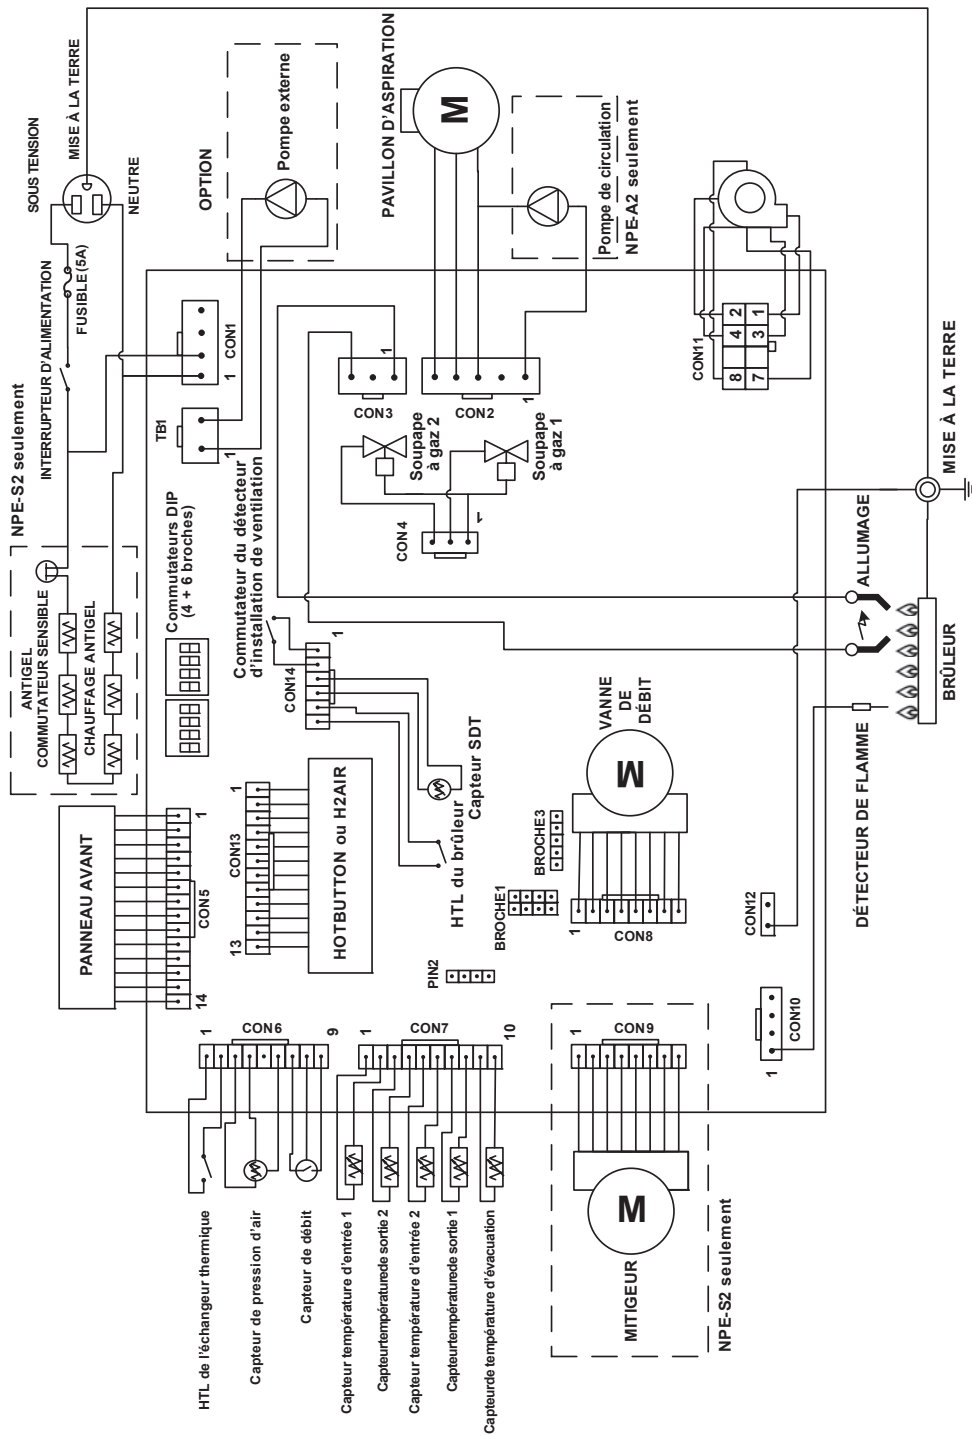 PANNEAU AVANT
14
CON5
1
NPE-S2 seulement
ANTIGEL
COMMUTATEUR SENSIBLE
CHAUFFAGE ANTIGEL
INTERRUPTEUR D'ALIMENTATION
FUSIBLE (5A)
SOUS TENSION
MISE À LA TERRE
NEUTRE
Commutateurs DIP
(4 + 6 broches)
TB1
1
CON1
1
OPTION
Pompe externe
HTL de l'échangeur thermique
Capteur de pression d'air
Capteur de débit
1
CON6
9
13
CON13
1
HOTBUTTON ou H2AIR
Commutateur du détecteur
d'installation de ventilation
CON14
1
HTL du brûleur
Capteur SDT
CON3
1
CON2
1
PAVILLON D'ASPIRATION
M
Pompe de circulation
NPE-A2 seulement
Soupape
à gaz 2
Soupape
à gaz 1
CON4
1
Capteur température d'entrée 1
Capteurtempératurede sortie 2
Capteur température d'entrée 2
Capteurtempératurede sortie 1
Capteurde température d'évacuation
1
CON7
10
PIN2
BROCHE1
BROCHE3
1
CON8
M
VANNE
DE
DÉBIT
1
CON9
M
MITIGEUR
NPE-S2 seulement
CON11
8
4
2
7
3
1
1
CON10
CON12
DÉTECTEUR DE FLAMME
ALLUMAGE
BRÛLEUR
MISE À LA TERRE